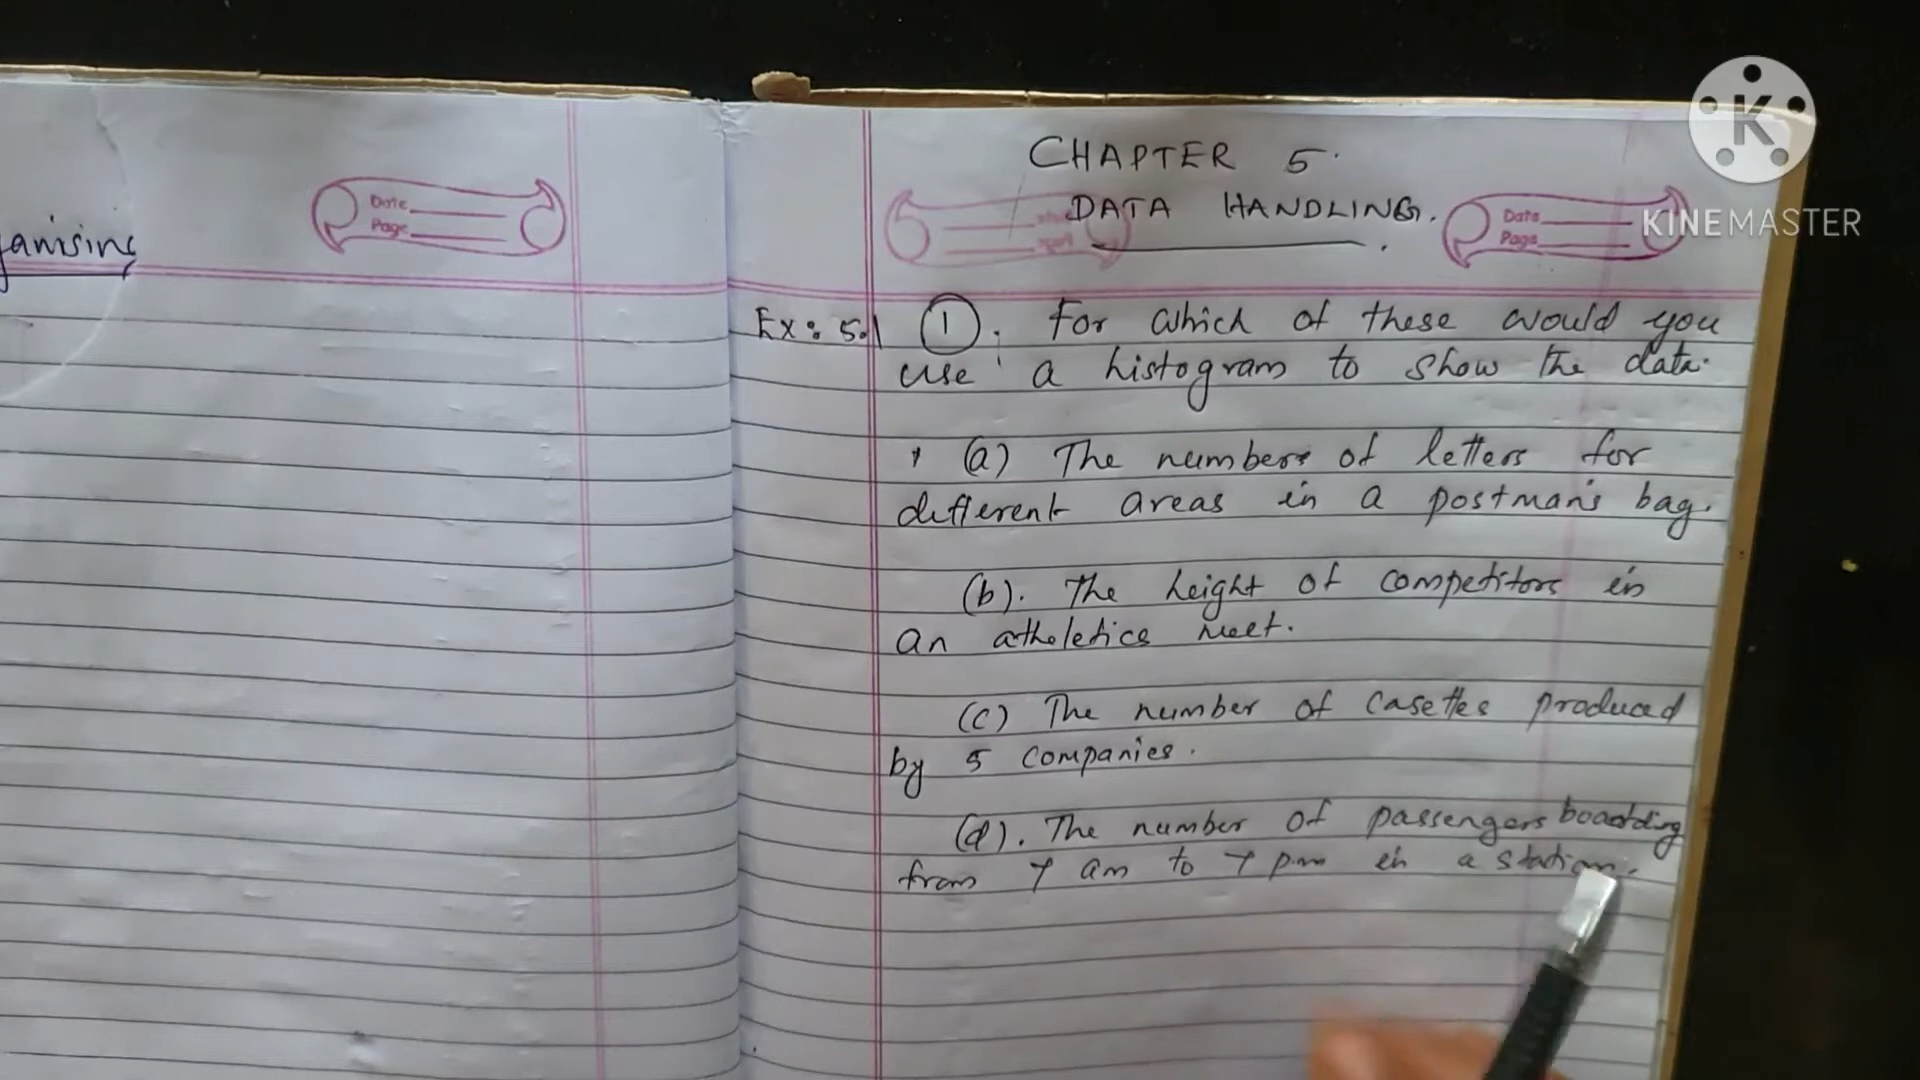 CHAPTER 5.
DATA HANDLING.
Date
Page
Date
Page
Ex: 5.1 1. For which of these would you
use a histogram to show the data.
(a) The numbers of letters for
different areas in a postman's bag.
(b). The height of competitors in
an atheletics meet.
(c) The number of casettes produced
by 5 companies.
(d). The number of passengers boarding
from 7 am to 7 pm in a station.
K
KINEMASTER